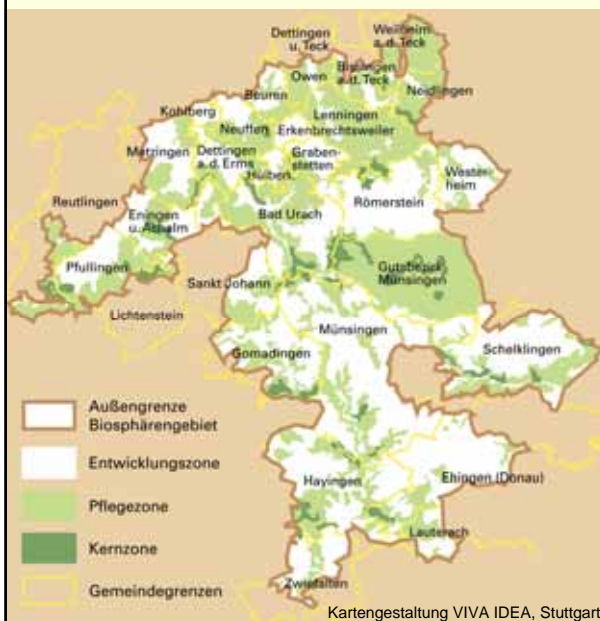 Dettingen
u. Teck
Weilheim
a. d. Teck
Bissingen
a. d. Teck
Owen
Neidlingen
Beuren
Kohlberg
Lenningen
Neuffen
Erkenbrechtsweiler
Metzingen
Dettingen
a. d. Erms
Graben-
stetten
Hülben
Wester-
heim
Reutlingen
Römerstein
Eningen
u. Achalm
Bad Urach
Pfullingen
Gutsbezirk
Münsingen
Sankt Johann
Lichtenstein
Münsingen
Schelklingen
Gomadingen
Außengrenze
Biosphärengebiet
Entwicklungszone
Hayingen
Ehingen (Donau)
Pflegezone
Lauterach
Kernzone
Zwiefalten
Gemeindegrenzen
Kartengestaltung VIVA IDEA, Stuttgart